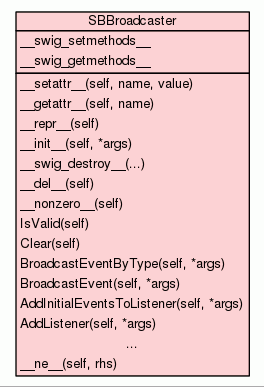 SBBroadcaster
__swig_setmethods__
__swig_getmethods__
__setattr__(self, name, value)
__getattr__(self, name)
__repr__(self)
__init__(self, *args)
__swig_destroy__(...)
__del__(self)
__nonzero__(self)
IsValid(self)
Clear(self)
BroadcastEventByType(self, *args)
BroadcastEvent(self, *args)
AddInitialEventsToListener(self, *args)
AddListener(self, *args)
...
__ne__(self, rhs)